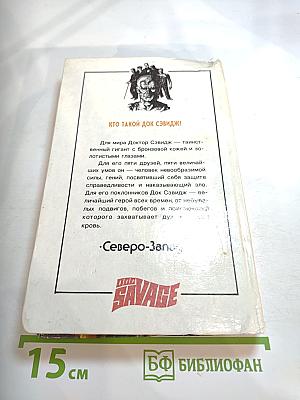 КТО ТАКОЙ ДОК СЭВИДЖ!
Для мира Доктор Сэвидж — таинст-
венный гигант с бронзовой кожей и зо-
лотистыми глазами.
Для его пяти друзей, пяти величай-
ших умов он — человек невообразимой
силы, гений, посвятивший себя защите
справедливости и наказывающий зло.
Для его поклонников Док Сэвидж — ве-
личайший герой всех времен, от
подвигов, побегов и
которого захватывает дух
кровь.
·Северо-Запад
SAVAGE
15 см
БФ БИБЛИОФАН